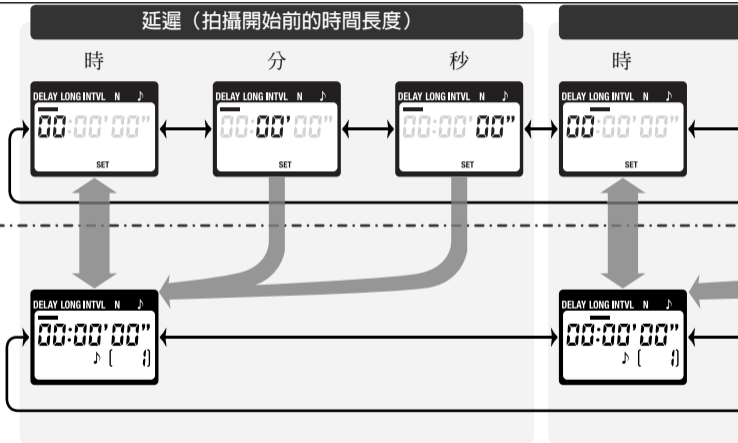 延遲（拍攝開始前的時間長度）
時 分 秒 時
DELAY LONG INTVL N ♪
00:00'00"
SET
DELAY LONG INTVL N ♪
00:00'00"
SET
DELAY LONG INTVL N ♪
00:00'00"
SET
DELAY LONG INTVL N ♪
00:00'00"
SET
DELAY LONG INTVL N ♪
00:00'00"
♪ [ 1]
DELAY LONG INTVL N ♪
00:00'00"
♪ [ 1]